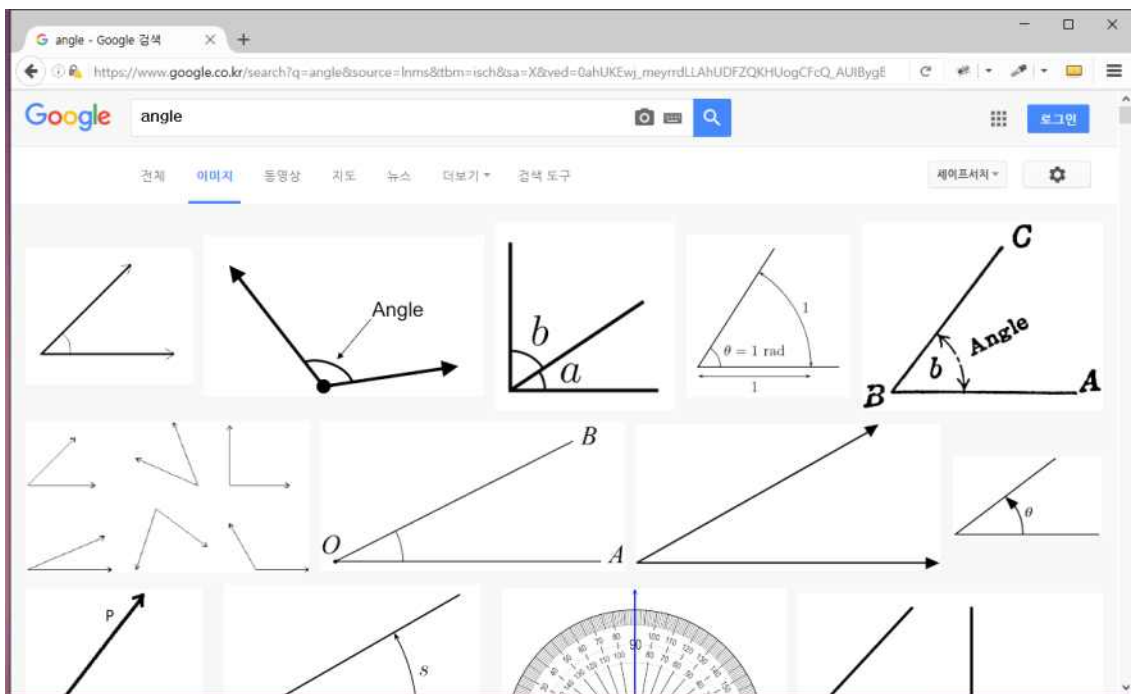 angle - Google 검색
https://www.google.co.kr/search?q=angle&source=lnms&tbm=isch&sa=X&ved=0ahUKEwj_meyrrdLLAhUDFZQKHUogCFcQ_AUIBygB
Google angle 로그인
전체 이미지 동영상 지도 뉴스 더보기 검색 도구 세이프서치
Angle
b
a
1
θ = 1 rad
1
C
Angle
b
B
A
B
O
A
θ
P
s
90